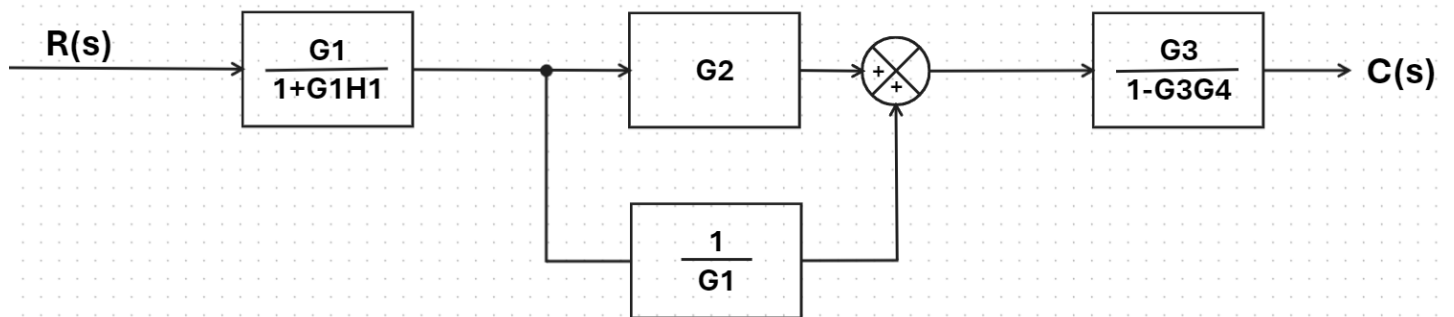 R(s)
G1
1+G1H1
G2
+
+
G3
1-G3G4
C(s)
1
G1